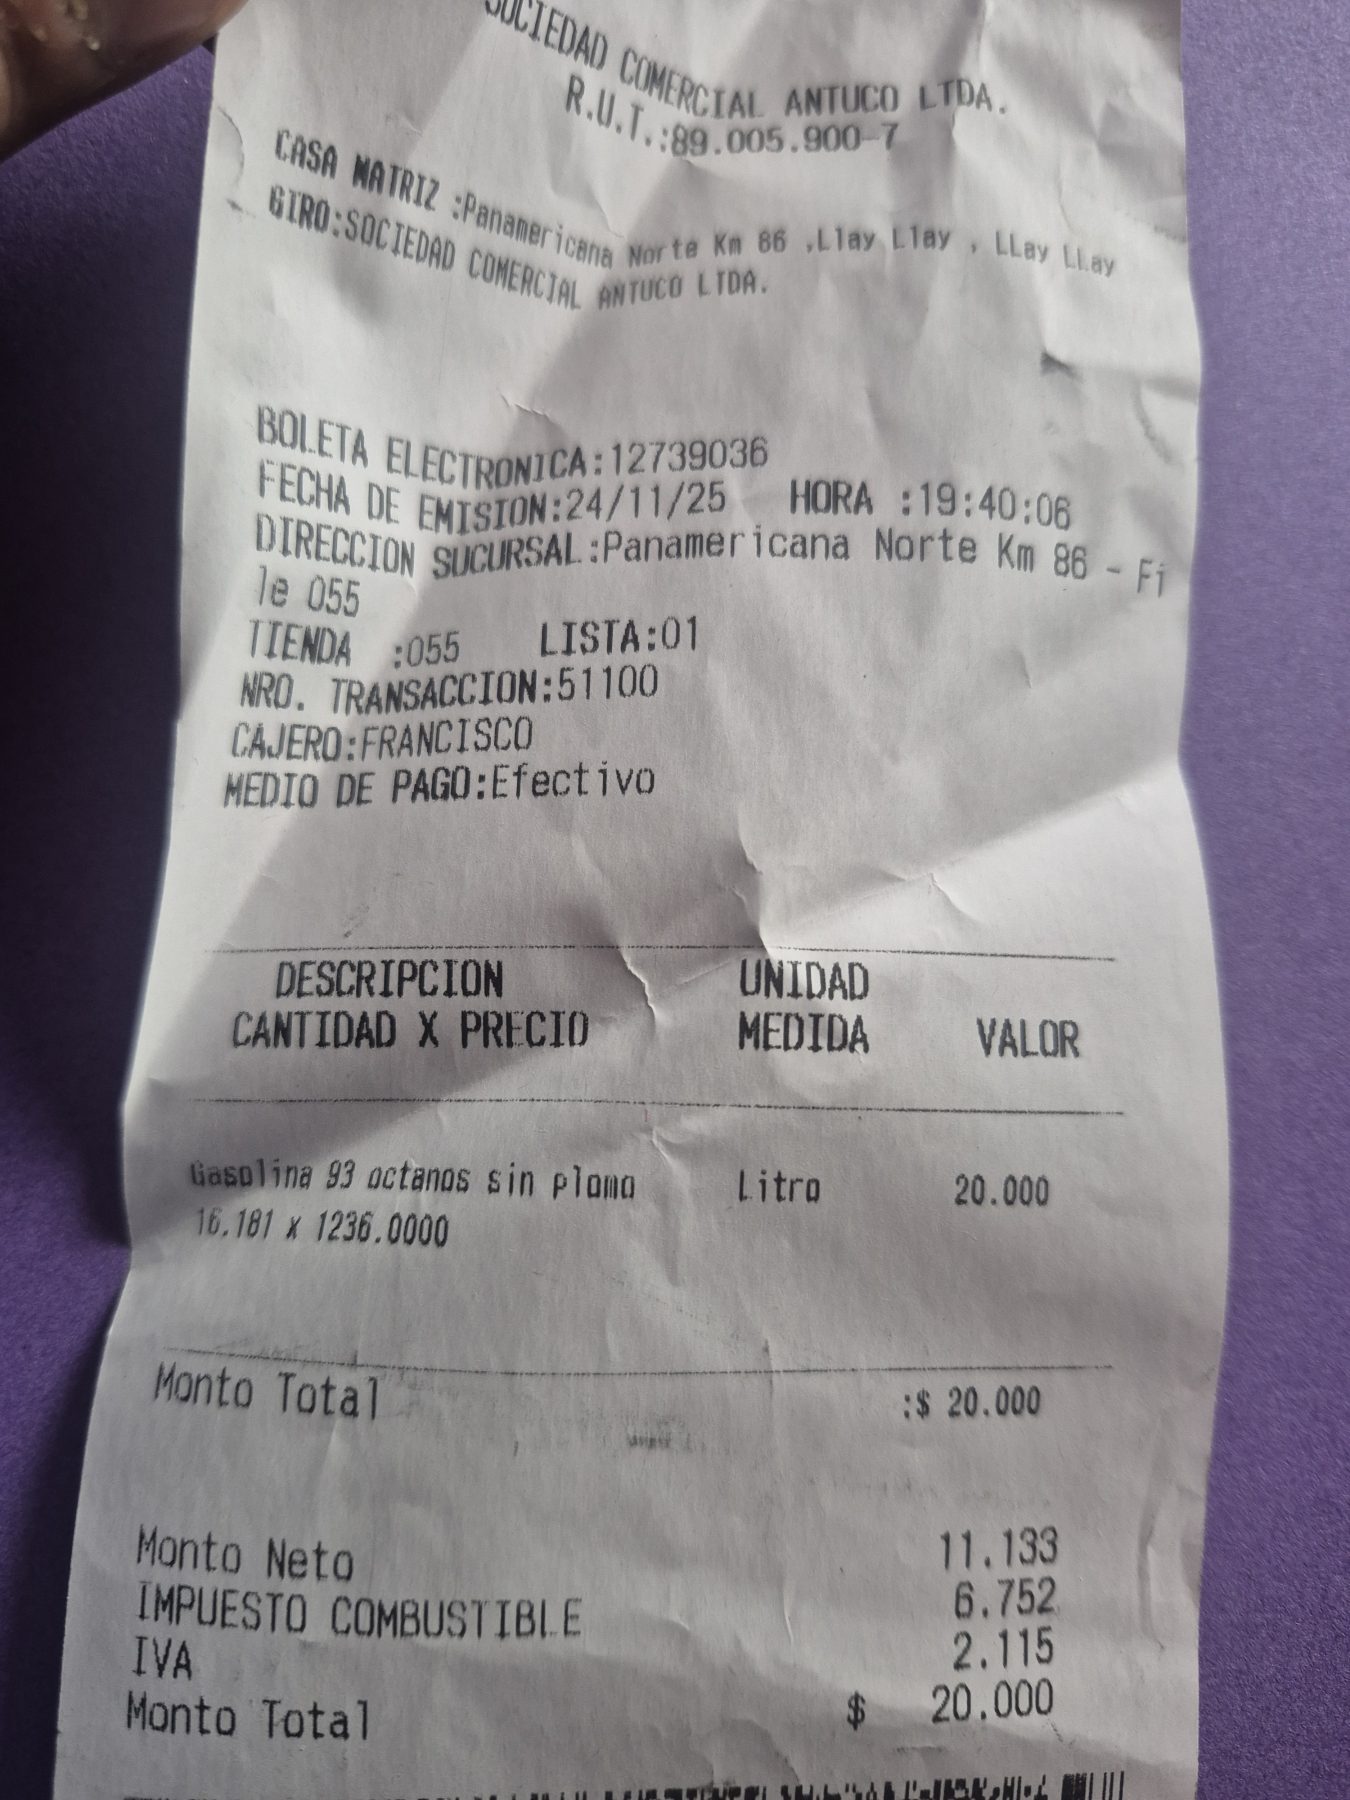 SOCIEDAD COMERCIAL ANTUCO LTDA.
R.U.T.:89.005.900-7
CASA MATRIZ :Panamericana Norte Km 86 ,Llay Llay , LLay LLay
GIRO:SOCIEDAD COMERCIAL ANTUCO LTDA.
BOLETA ELECTRONICA:12739036
FECHA DE EMISION:24/11/25 HORA :19:40:06
DIRECCION SUCURSAL:Panamericana Norte Km 86 - Fi
le 055
TIENDA :055 LISTA:01
NRO. TRANSACCION:51100
CAJERO:FRANCISCO
MEDIO DE PAGO:Efectivo
DESCRIPCION UNIDAD
CANTIDAD X PRECIO MEDIDA VALOR
Gasolina 93 octanos sin plomo Litro 20.000
16.181 x 1236.0000
Monto Total :$ 20.000
Monto Neto 11.133
IMPUESTO COMBUSTIBLE 6.752
IVA 2.115
Monto Total $ 20.000